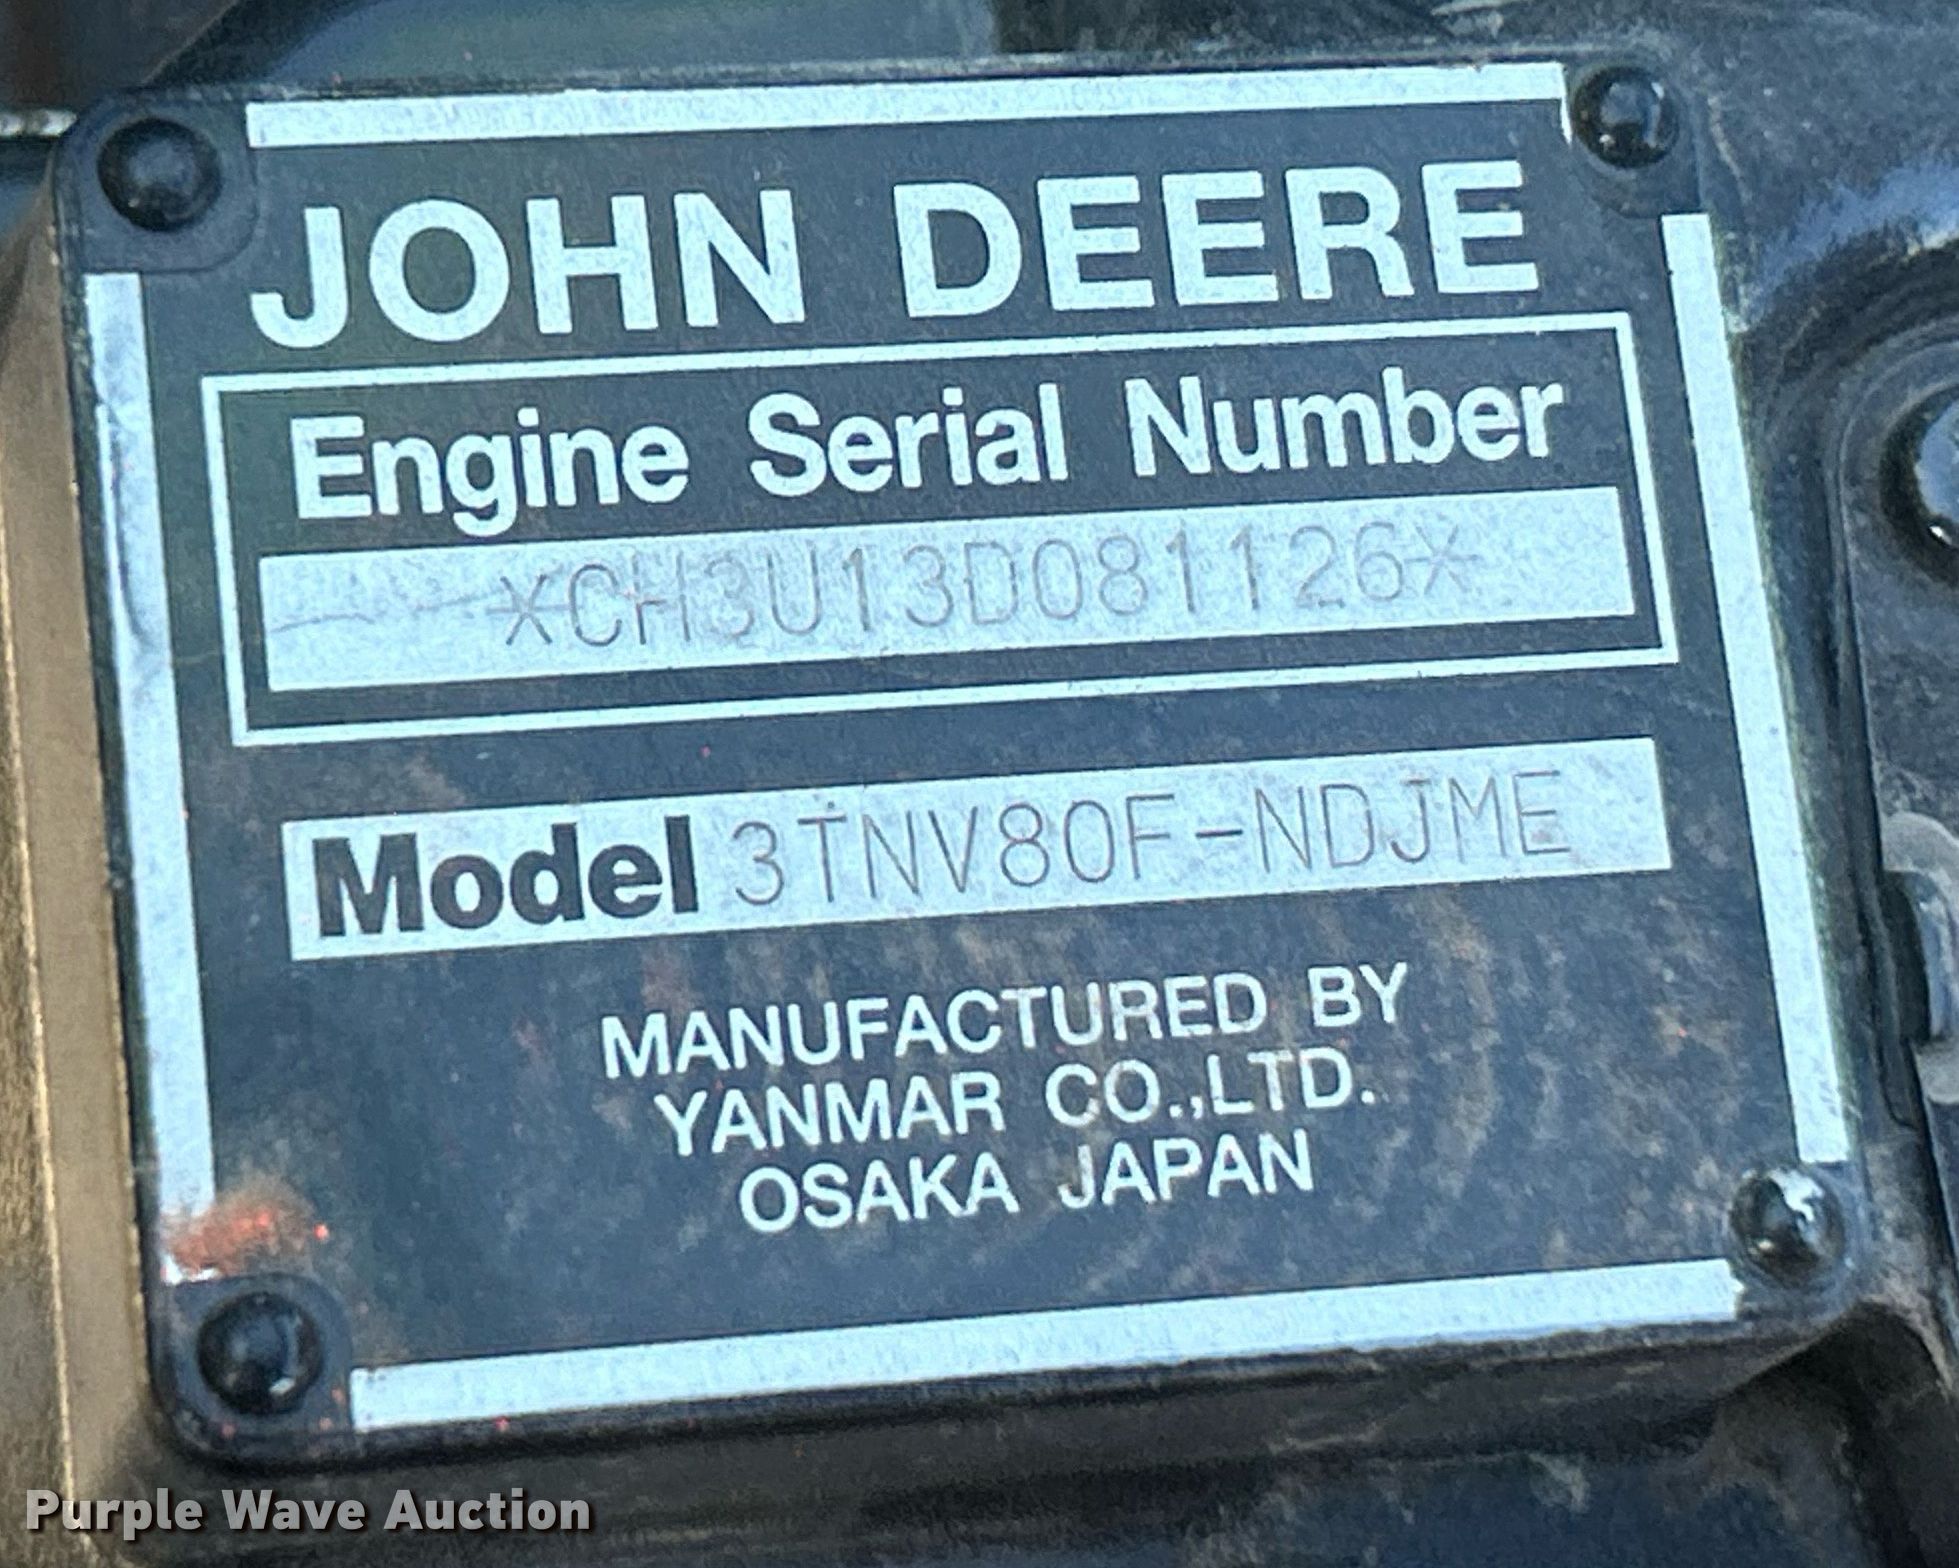 JOHN DEERE
Engine Serial Number
*CH3U13D081126*
Model 3TNV80F-NDJME
MANUFACTURED BY
YANMAR CO.,LTD.
OSAKA JAPAN
Purple Wave Auction